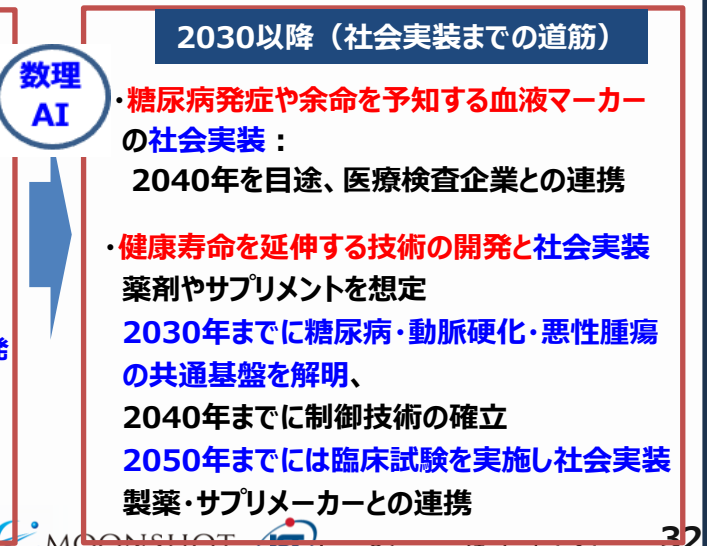 2030以降（社会実装までの道筋）
数理
AI
・糖尿病発症や余命を予知する血液マーカー
の社会実装：
2040年を目途、医療検査企業との連携
・健康寿命を延伸する技術の開発と社会実装
薬剤やサプリメントを想定
2030年までに糖尿病・動脈硬化・悪性腫瘍
の共通基盤を解明、
2040年までに制御技術の確立
2050年までには臨床試験を実施し社会実装
製薬・サプリメーカーとの連携
発
MOONSHOT
32